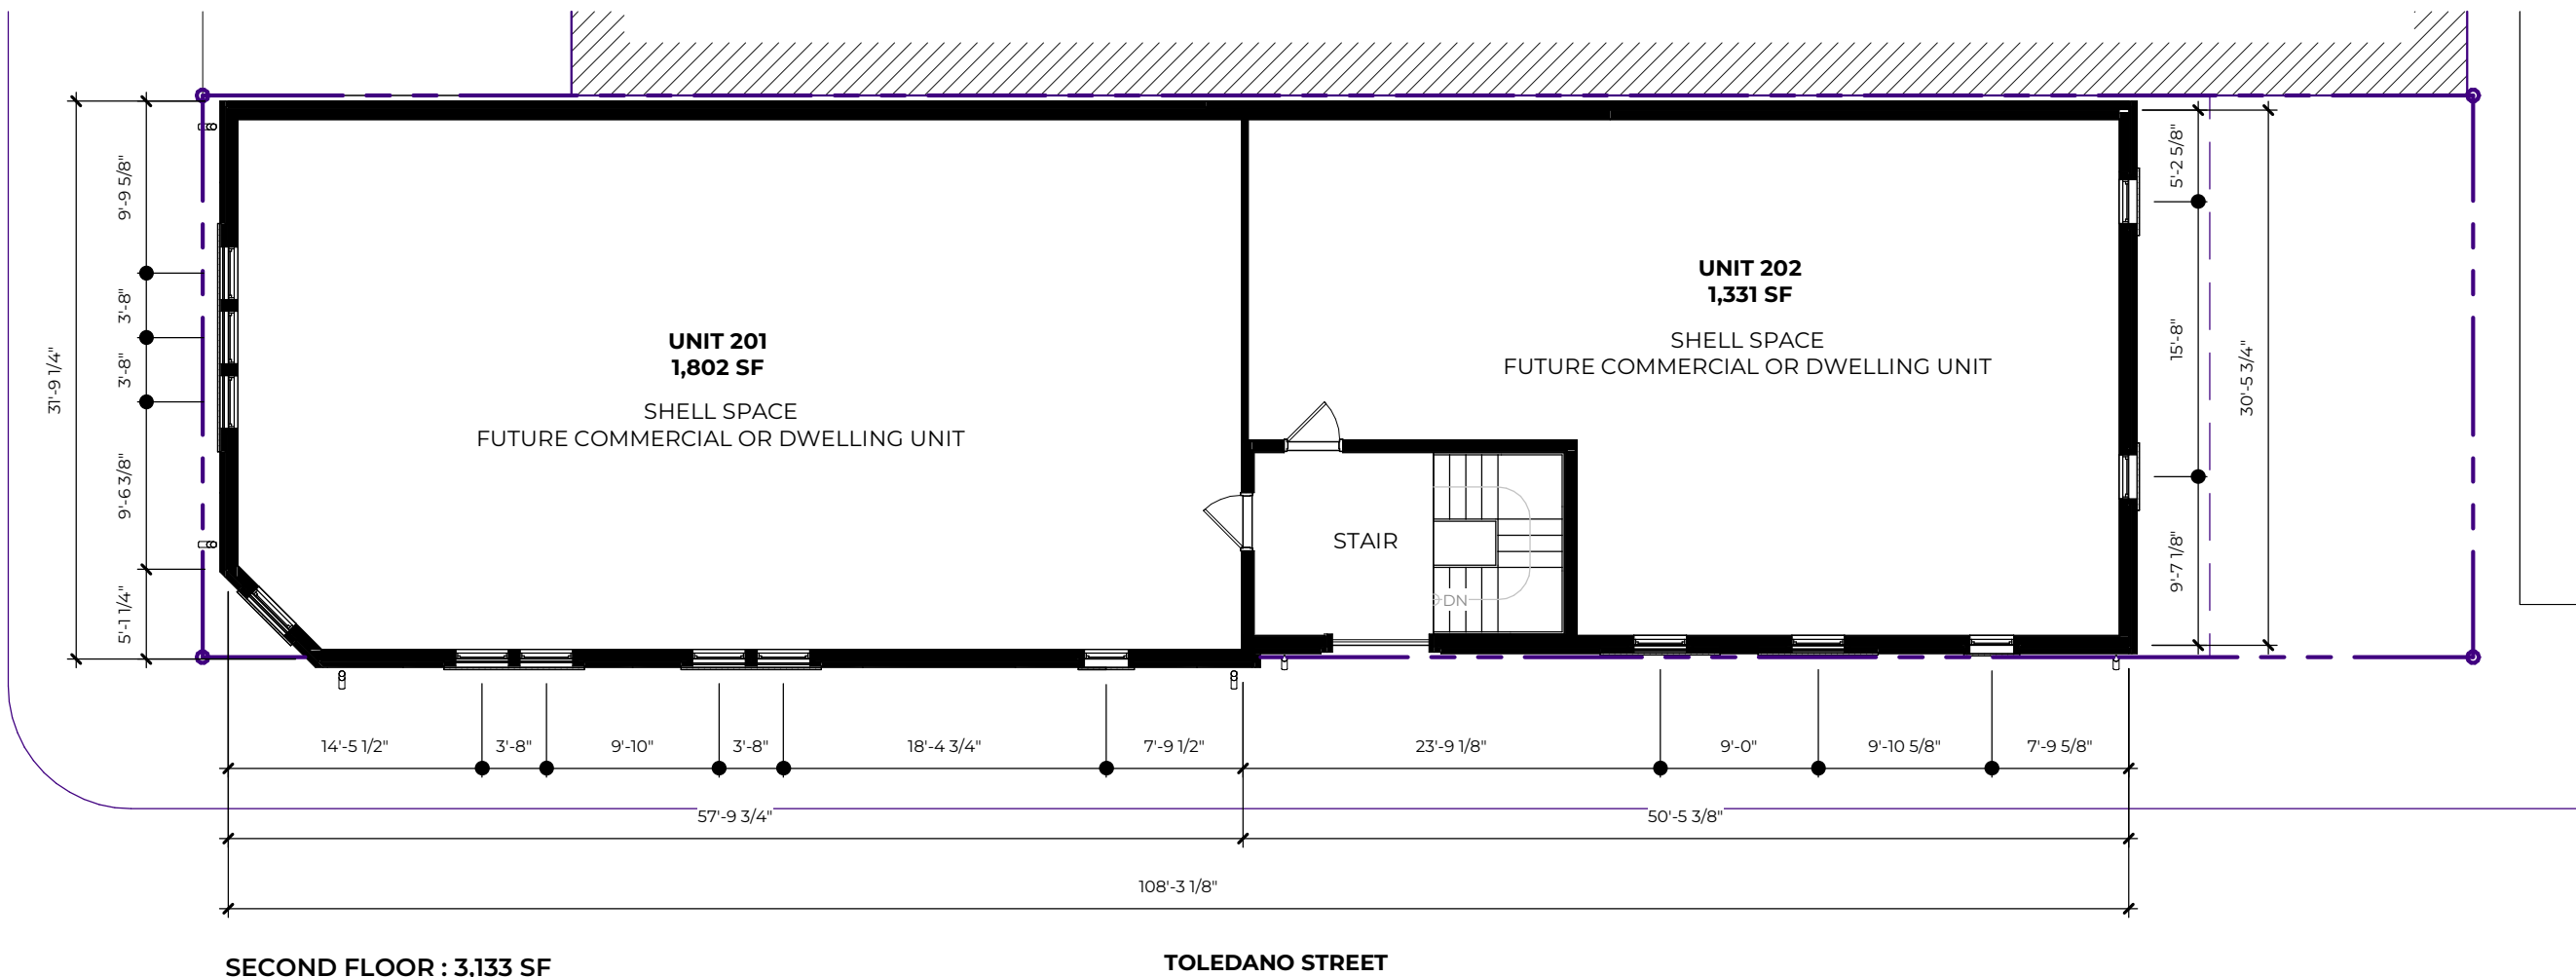 5'-2 5/8"
9'-9 5/8"
UNIT 202
1,331 SF
3'-8"
SHELL SPACE
FUTURE COMMERCIAL OR DWELLING UNIT
UNIT 201
1,802 SF
15'-8"
31'-9 1/4"
30'-5 3/4"
3'-8"
SHELL SPACE
FUTURE COMMERCIAL OR DWELLING UNIT
9'-6 3/8"
STAIR
9'-7 1/8"
DN
5'-1 1/4"
14'-5 1/2"
3'-8"
9'-10"
3'-8"
18'-4 3/4"
7'-9 1/2"
23'-9 1/8"
9'-0"
9'-10 5/8"
7'-9 5/8"
57'-9 3/4"
50'-5 3/8"
108'-3 1/8"
SECOND FLOOR : 3,133 SF
TOLEDANO STREET